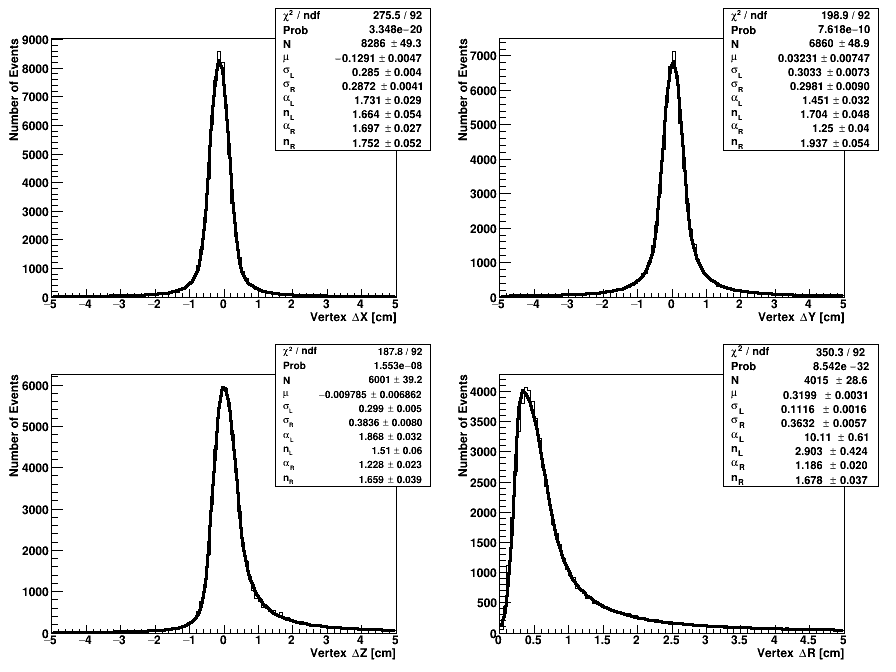 χ² / ndf 275.5 / 92
Prob 3.348e−20
N 8286 ± 49.3
μ −0.1291 ± 0.0047
σL 0.285 ± 0.004
σR 0.2872 ± 0.0041
αL 1.731 ± 0.029
nL 1.664 ± 0.054
αR 1.697 ± 0.027
nR 1.752 ± 0.052
Number of Events
9000
8000
7000
6000
5000
4000
3000
2000
1000
0
−5 −4 −3 −2 −1 0 1 2 3 4 5
Vertex ΔX [cm]
χ² / ndf 198.9 / 92
Prob 7.618e−10
N 6860 ± 48.9
μ 0.03231 ± 0.00747
σL 0.3033 ± 0.0073
σR 0.2981 ± 0.0090
αL 1.451 ± 0.032
nL 1.704 ± 0.048
αR 1.25 ± 0.04
nR 1.937 ± 0.054
Number of Events
7000
6000
5000
4000
3000
2000
1000
0
−5 −4 −3 −2 −1 0 1 2 3 4 5
Vertex ΔY [cm]
χ² / ndf 187.8 / 92
Prob 1.553e−08
N 6001 ± 39.2
μ −0.009785 ± 0.006862
σL 0.299 ± 0.005
σR 0.3836 ± 0.0080
αL 1.868 ± 0.032
nL 1.51 ± 0.06
αR 1.228 ± 0.023
nR 1.659 ± 0.039
Number of Events
6000
5000
4000
3000
2000
1000
0
−5 −4 −3 −2 −1 0 1 2 3 4 5
Vertex ΔZ [cm]
χ² / ndf 350.3 / 92
Prob 8.542e −32
N 4015 ± 28.6
μ 0.3199 ± 0.0031
σL 0.1116 ± 0.0016
σR 0.3632 ± 0.0057
αL 10.11 ± 0.61
nL 2.903 ± 0.424
αR 1.186 ± 0.020
nR 1.678 ± 0.037
Number of Events
4000
3500
3000
2500
2000
1500
1000
500
0
0 0.5 1 1.5 2 2.5 3 3.5 4 4.5 5
Vertex ΔR [cm]